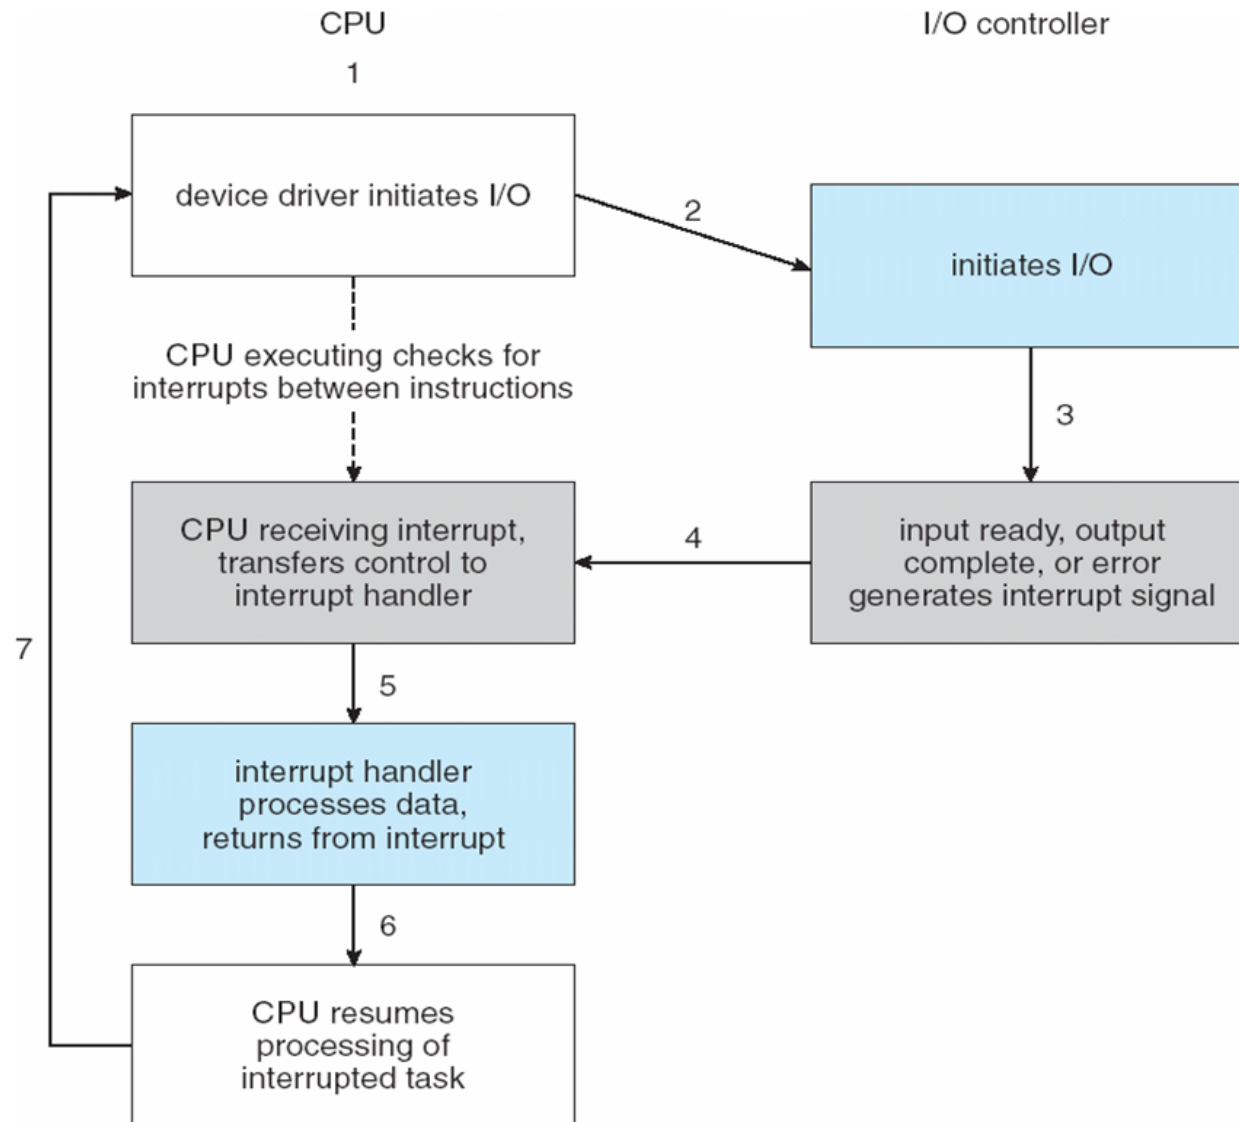 CPU
I/O controller
1
device driver initiates I/O
2
initiates I/O
CPU executing checks for
interrupts between instructions
3
CPU receiving interrupt,
transfers control to
interrupt handler
4
input ready, output
complete, or error
generates interrupt signal
7
5
interrupt handler
processes data,
returns from interrupt
6
CPU resumes
processing of
interrupted task